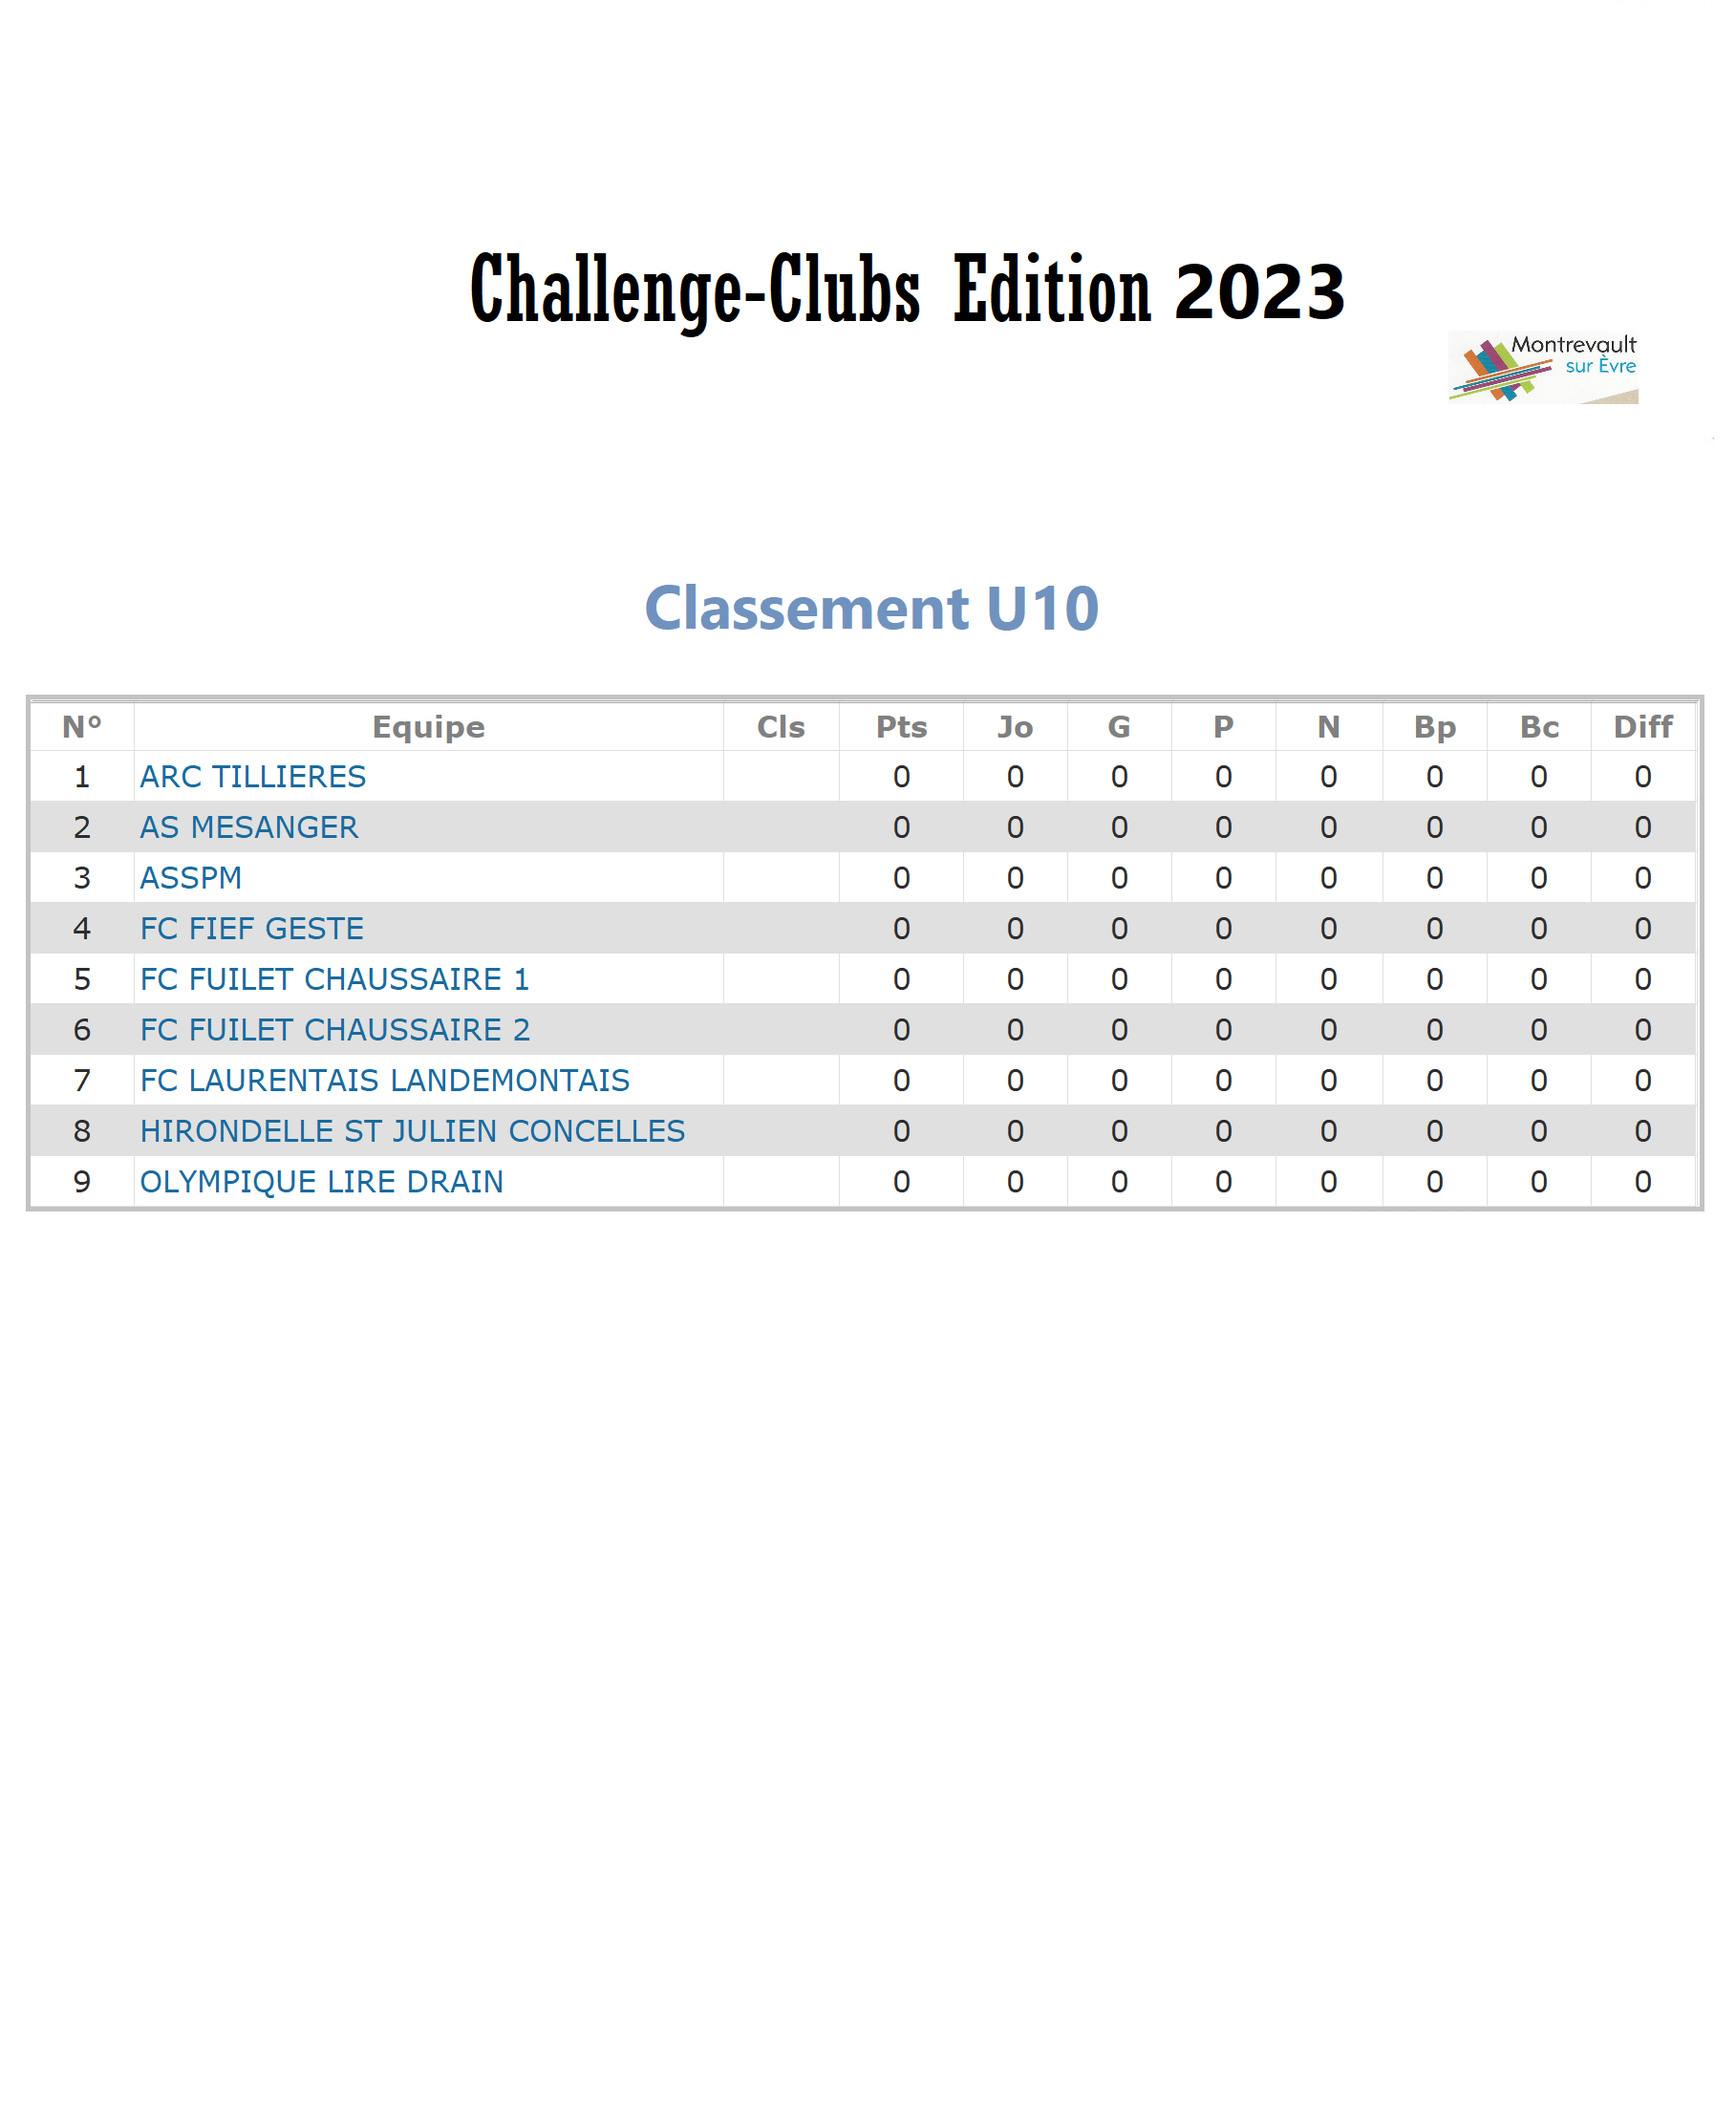 Challenge-Clubs Edition 2023
Montrevault
sur Èvre
Classement U10
N° Equipe Cls Pts Jo G P N Bp Bc Diff
1 ARC TILLIERES 0 0 0 0 0 0 0 0
2 AS MESANGER 0 0 0 0 0 0 0 0
3 ASSPM 0 0 0 0 0 0 0 0
4 FC FIEF GESTE 0 0 0 0 0 0 0 0
5 FC FUILET CHAUSSAIRE 1 0 0 0 0 0 0 0 0
6 FC FUILET CHAUSSAIRE 2 0 0 0 0 0 0 0 0
7 FC LAURENTAIS LANDEMONTAIS 0 0 0 0 0 0 0 0
8 HIRONDELLE ST JULIEN CONCELLES 0 0 0 0 0 0 0 0
9 OLYMPIQUE LIRE DRAIN 0 0 0 0 0 0 0 0